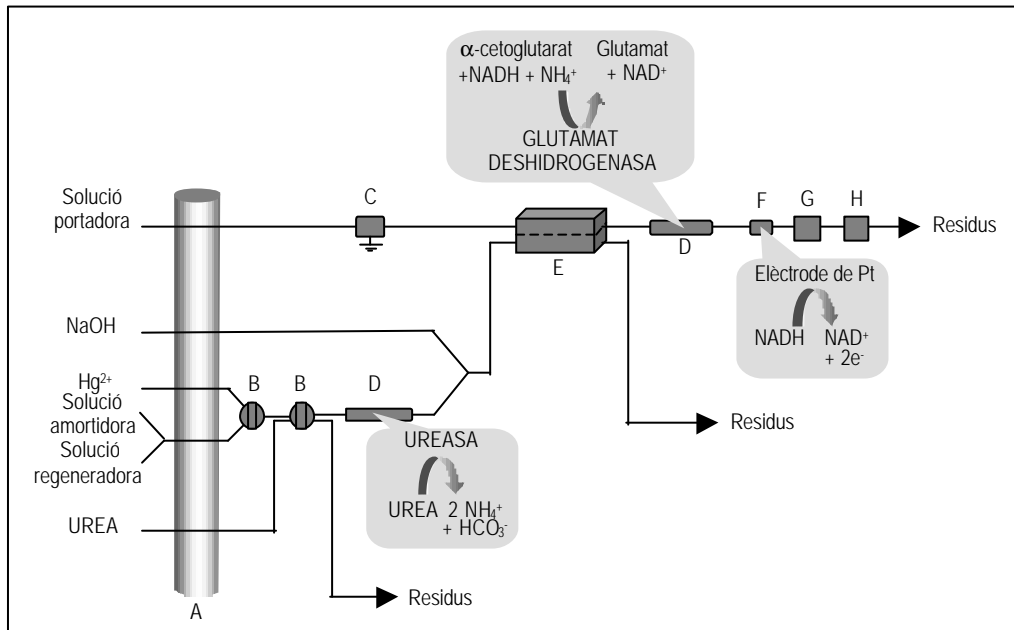 α-cetoglutarat Glutamat
+NADH + NH₄⁺ + NAD⁺
GLUTAMAT
DESHIDROGENASA
Solució
portadora
C
E
D
F
G
H
Residus
Elèctrode de Pt
NADH NAD⁺
+ 2e⁻
NaOH
Hg²⁺
Solució
amortidora
Solució
regeneradora
B
B
D
UREASA
UREA 2 NH₄⁺
+ HCO₃⁻
Residus
UREA
Residus
A